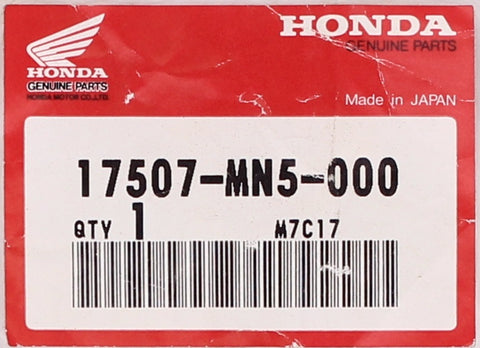 HONDA
GENUINE PARTS
HONDA MOTOR CO.,LTD.
HONDA
GENUINE PARTS
Made in JAPAN
17507-MN5-000
QTY 1 M7C17